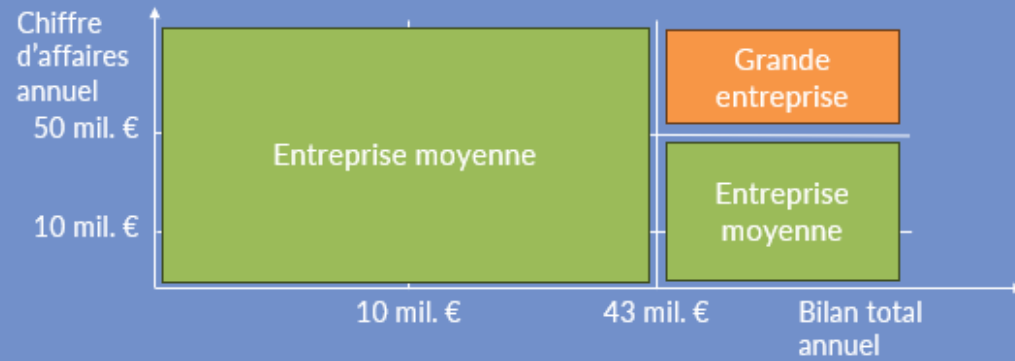 Chiffre
d'affaires
annuel
50 mil. €
10 mil. €
Entreprise moyenne
Grande
entreprise
Entreprise
moyenne
10 mil. €
43 mil. €
Bilan total
annuel